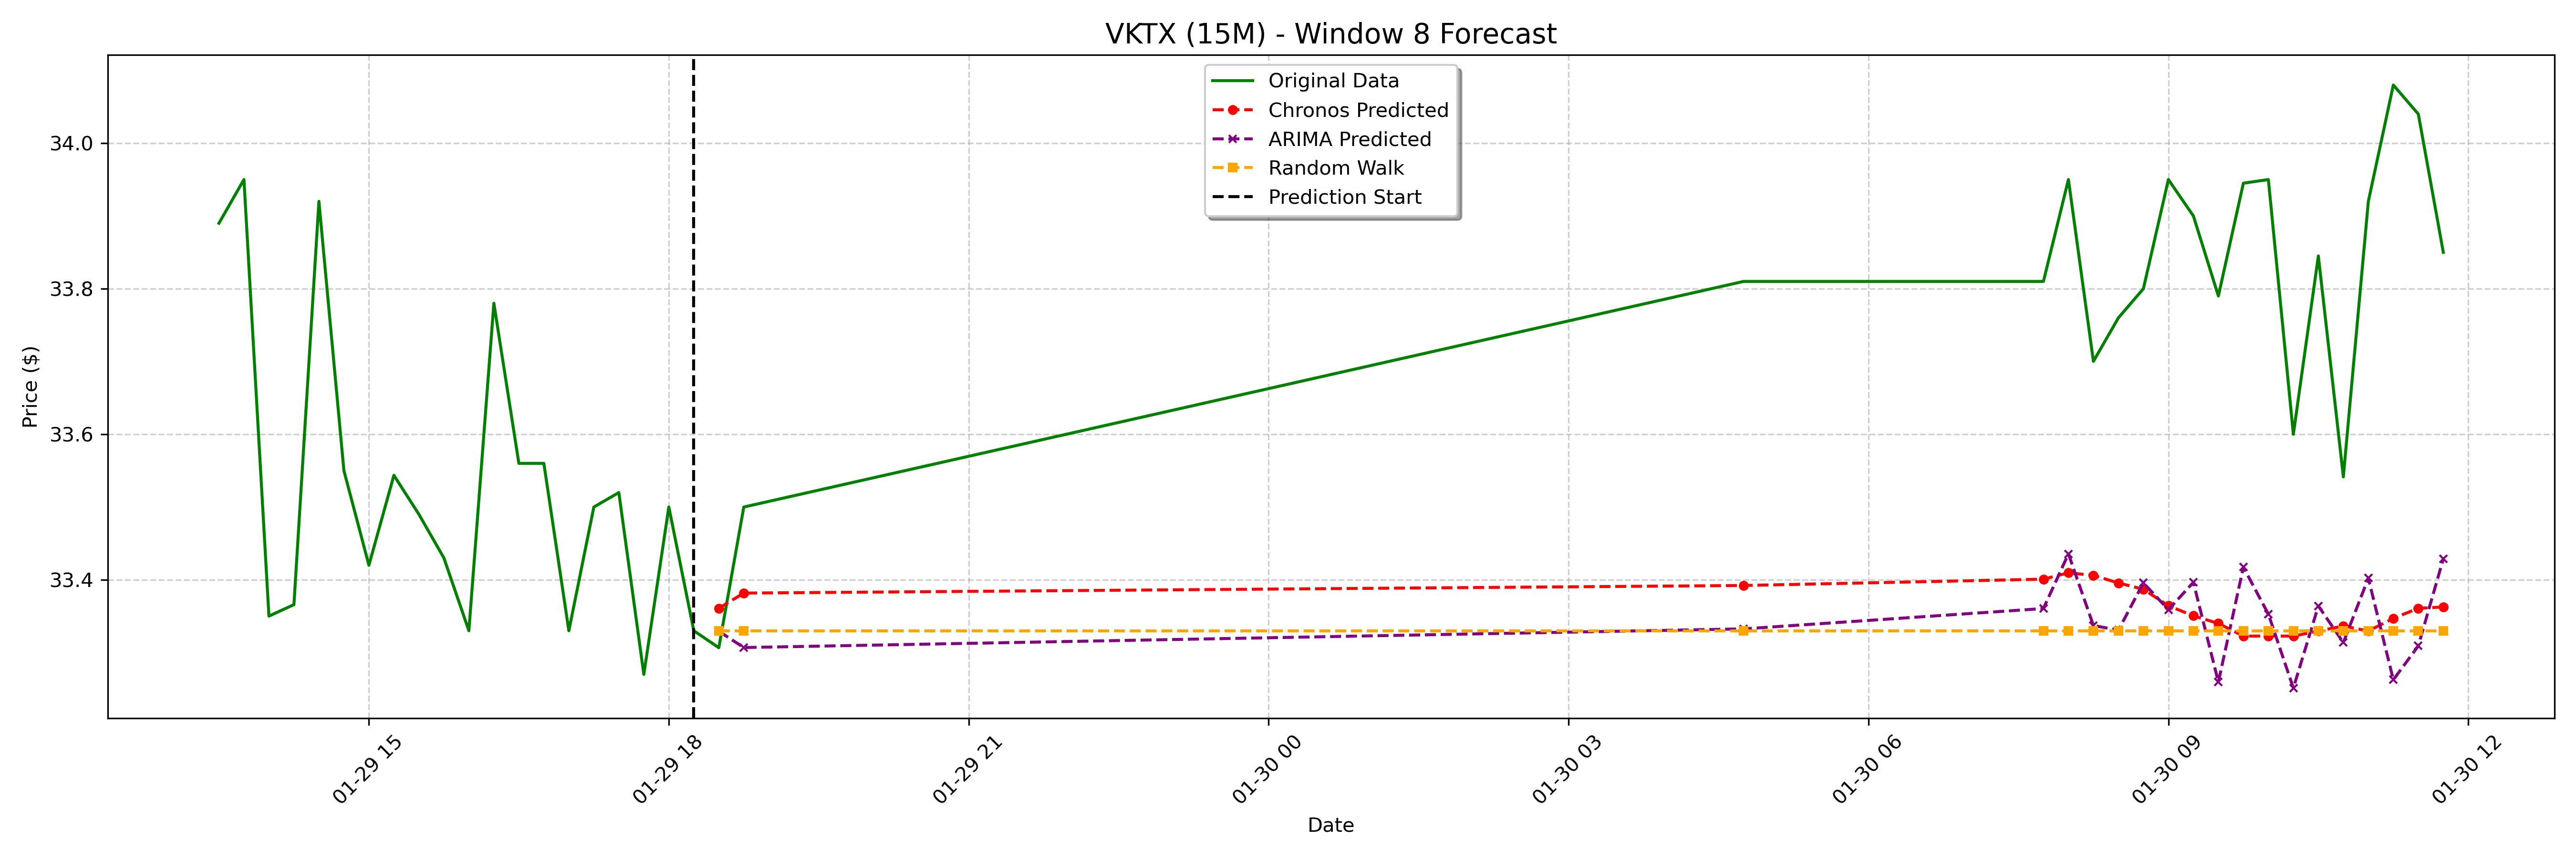 VKTX (15M) - Window 8 Forecast
Original Data
Chronos Predicted
ARIMA Predicted
Random Walk
Prediction Start
Price ($)
34.0
33.8
33.6
33.4
01-29 15
01-29 18
01-29 21
01-30 00
01-30 03
01-30 06
01-30 09
01-30 12
Date